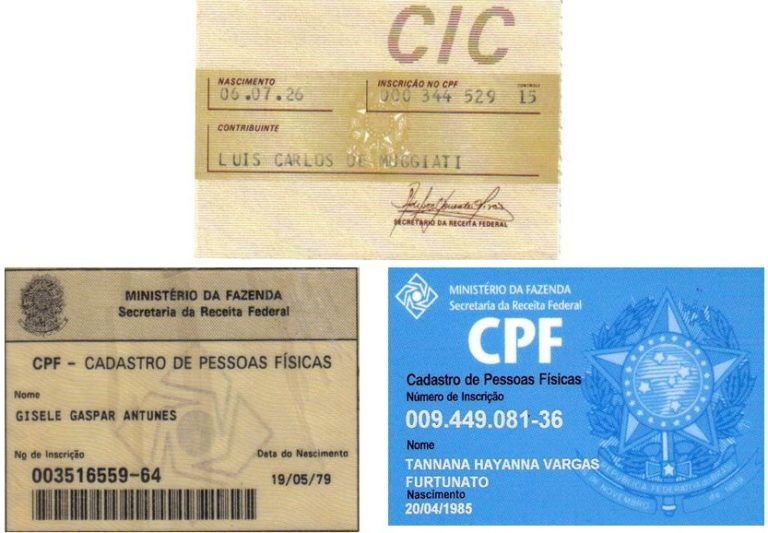 CIC
NASCIMENTO
06.07.26
INSCRIÇÃO NO CPF
000 344 529
CONTROLE
15
CONTRIBUINTE
LUIS CARLOS DE MUGGIATI
SECRETÁRIO DA RECEITA FEDERAL
MINISTÉRIO DA FAZENDA
Secretaria da Receita Federal
CPF - CADASTRO DE PESSOAS FÍSICAS
Nome
GISELE GASPAR ANTUNES
No de Inscrição
Data do Nascimento
003516559-64
19/05/79
MINISTÉRIO DA FAZENDA
Secretaria da Receita Federal
CPF
Cadastro de Pessoas Físicas
Número de Inscrição
009.449.081-36
Nome
TANNANA HAYANNA VARGAS
FURTUNATO
Nascimento
20/04/1985